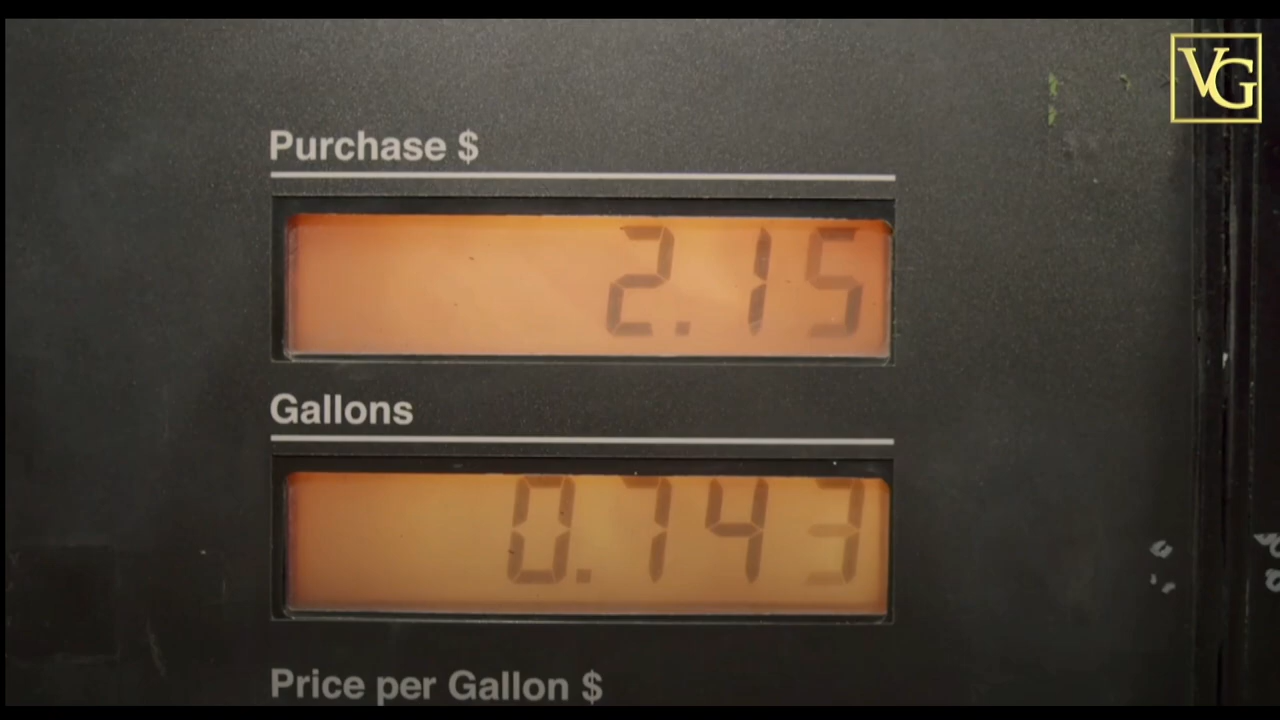 VG
Purchase $
2.15
Gallons
0.743
Price per Gallon $